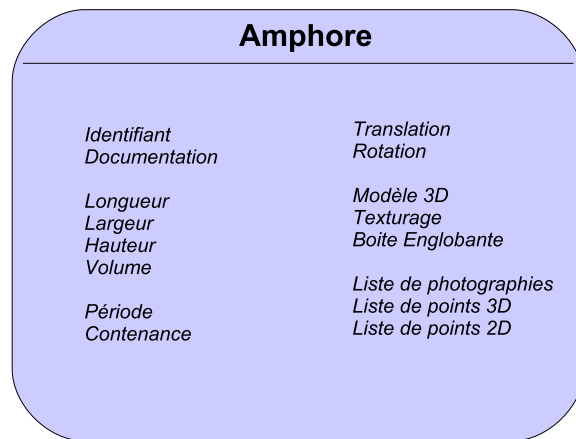 Amphore
Identifiant
Documentation
Longueur
Largeur
Hauteur
Volume
Période
Contenance
Translation
Rotation
Modèle 3D
Texturage
Boite Englobante
Liste de photographies
Liste de points 3D
Liste de points 2D